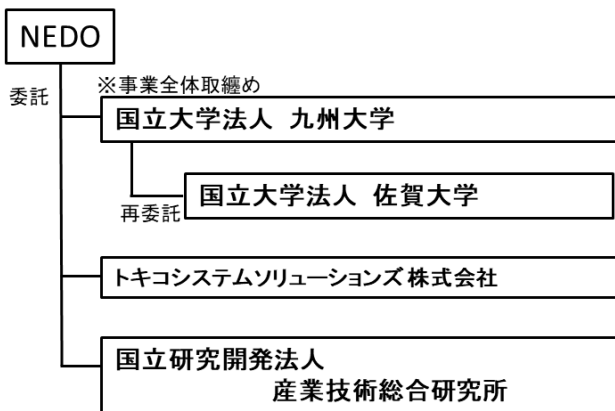 NEDO
委託
※事業全体取纏め
国立大学法人 九州大学
再委託
国立大学法人 佐賀大学
トキコシステムソリューションズ株式会社
国立研究開発法人
産業技術総合研究所